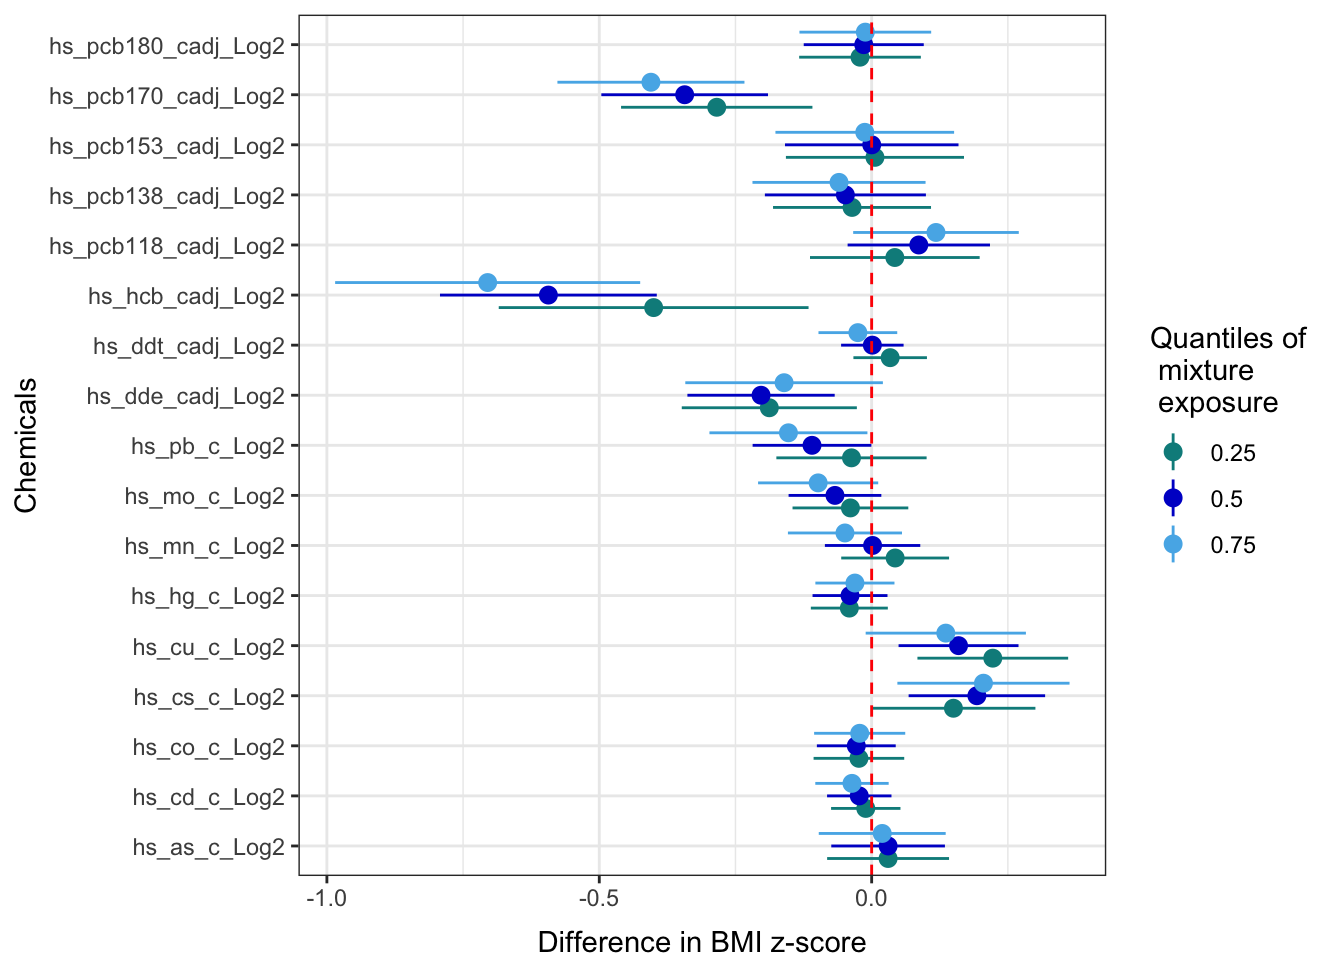 hs_pcb180_cadj_Log2
hs_pcb170_cadj_Log2
hs_pcb153_cadj_Log2
hs_pcb138_cadj_Log2
hs_pcb118_cadj_Log2
hs_hcb_cadj_Log2
hs_ddt_cadj_Log2
hs_dde_cadj_Log2
hs_pb_c_Log2
hs_mo_c_Log2
hs_mn_c_Log2
hs_hg_c_Log2
hs_cu_c_Log2
hs_cs_c_Log2
hs_co_c_Log2
hs_cd_c_Log2
hs_as_c_Log2
Chemicals
-1.0
-0.5
0.0
Difference in BMI z-score
Quantiles of
mixture
exposure
0.25
0.5
0.75